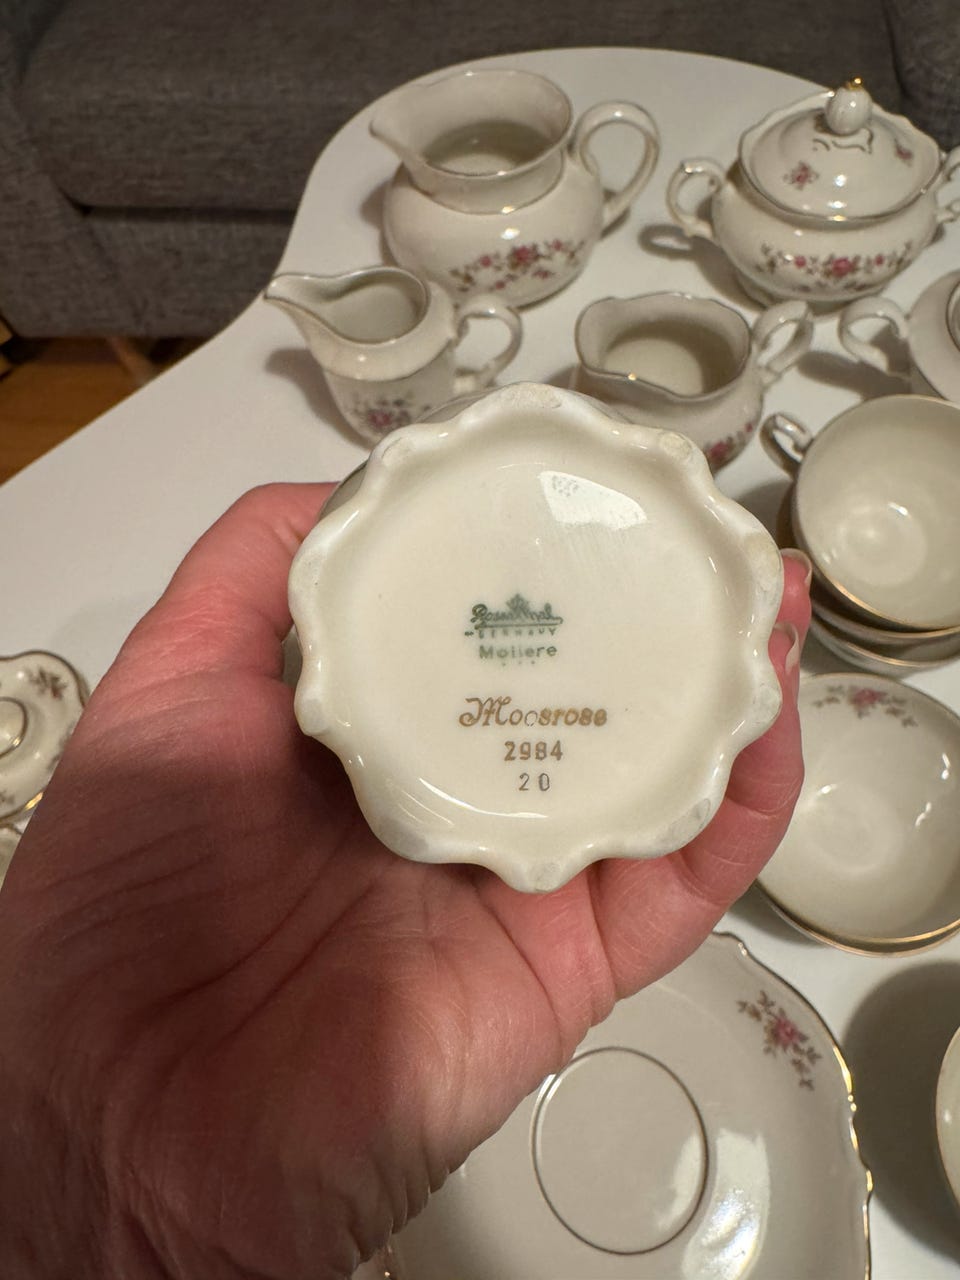 Rosenthal
GERMANY
Moliere
Moosrose
2984
20